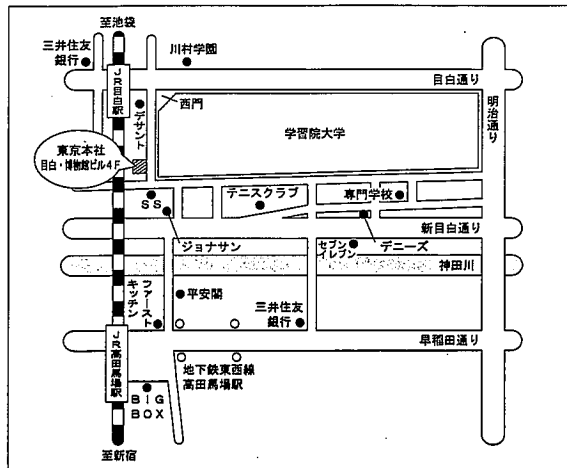 至池袋
三井住友
銀行
川村学園
JR目白駅
目白通り
西門
デサント
学習院大学
明治通り
東京本社
目白・博物館ビル4F
SS
テニスクラブ
専門学校
新目白通り
ジョナサン
セブン
イレブン
デニーズ
神田川
ファースト
キッチン
平安閣
三井住友
銀行
早稲田通り
JR高田馬場駅
地下鉄東西線
高田馬場駅
BIG
BOX
至新宿